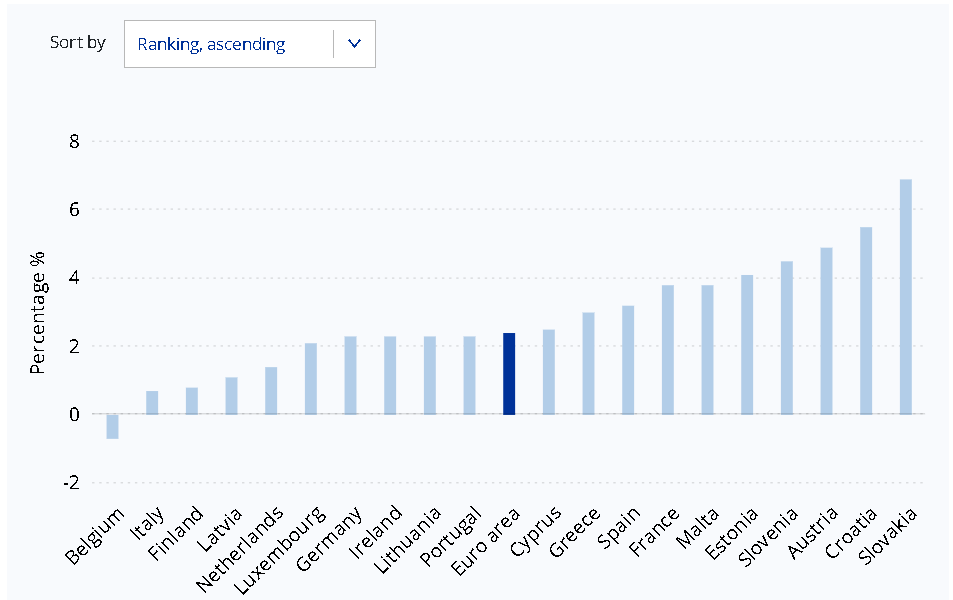 Sort by
Ranking, ascending
8
6
4
2
0
-2
Percentage %
Belgium
Italy
Finland
Latvia
Netherlands
Luxembourg
Germany
Ireland
Lithuania
Portugal
Euro area
Cyprus
Greece
Spain
France
Malta
Estonia
Slovenia
Austria
Croatia
Slovakia